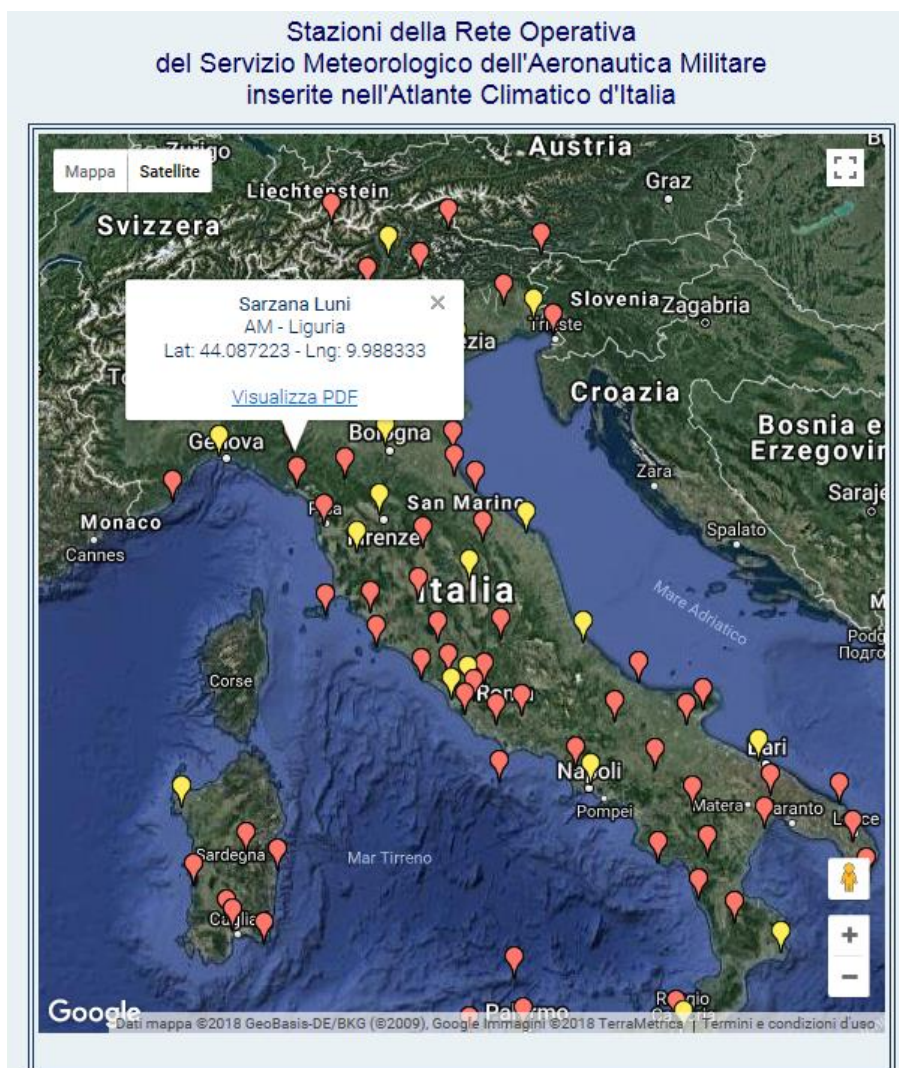 Stazioni della Rete Operativa
del Servizio Meteorologico dell'Aeronautica Militare
inserite nell'Atlante Climatico d'Italia
Mappa
Satellite
Austria
Graz
Liechtenstein
Svizzera
Sarzana Luni
AM - Liguria
Lat: 44.087223 - Lng: 9.988333
Visualizza PDF
Slovenia
Zagabria
Croazia
Bosnia e
Genova
Zara
San Marino
Monaco
Spalato
Cannes
Italia
Mare Adriatico
Corse
Roma
Napoli
Pompei
Matera
Sardegna
Mar Tirreno
Palermo
Google
Dati mappa ©2018 GeoBasis-DE/BKG (©2009), Google Immagini ©2018 TerraMetrics
Termini e condizioni d'uso